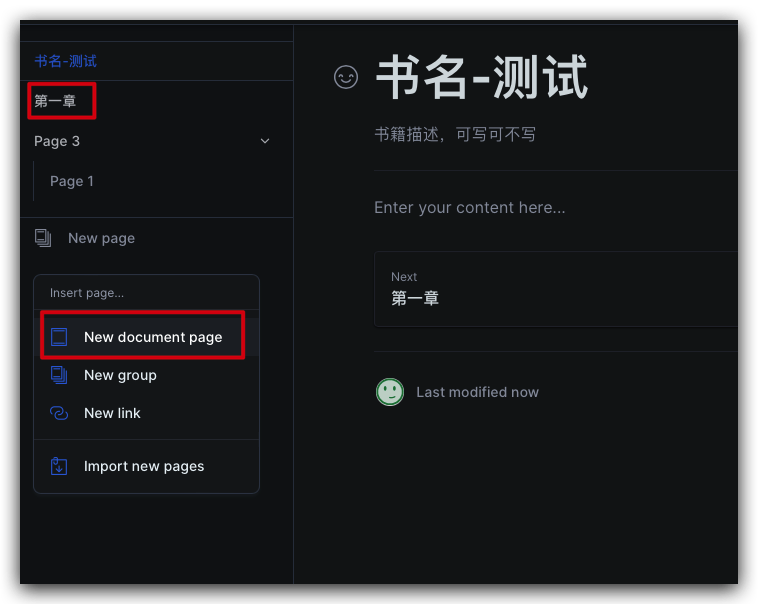 书名-测试
第一章
Page 3
Page 1
New page
Insert page...
New document page
New group
New link
Import new pages
书名-测试
书籍描述，可写可不写
Enter your content here...
Next
第一章
Last modified now